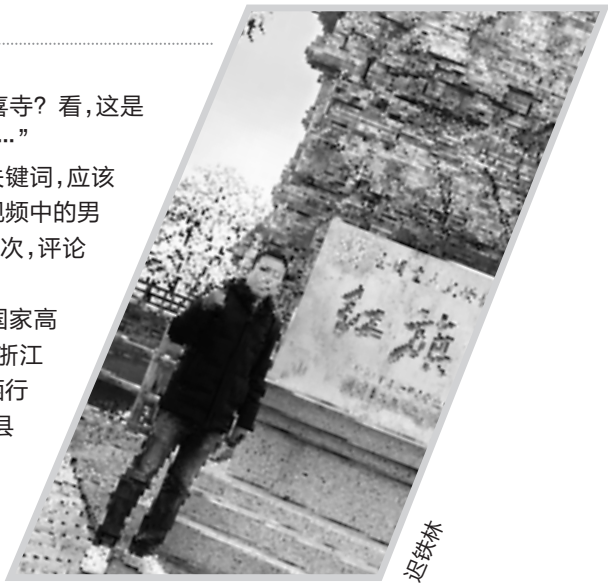 喜寺？看，这是
…”
关键词，应该
视频中的男
次，评论
国家高
浙江
行
县
红旗
迟铁林